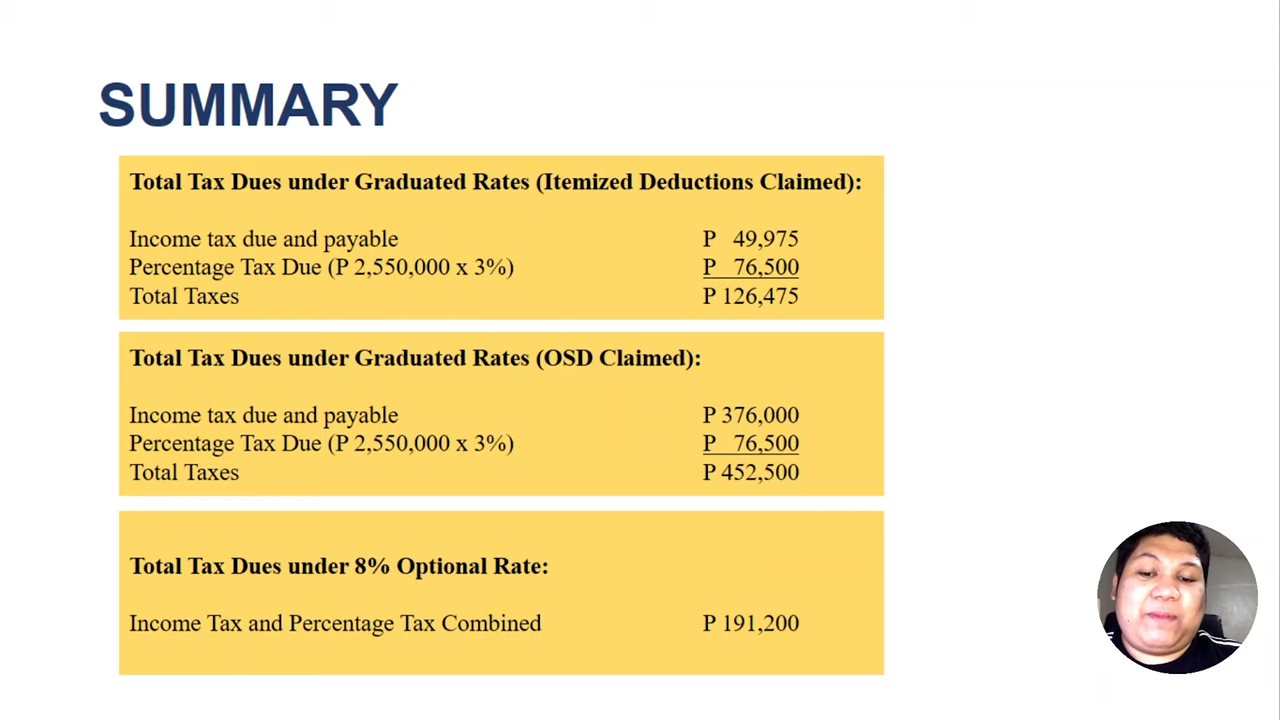 SUMMARY
Total Tax Dues under Graduated Rates (Itemized Deductions Claimed):
Income tax due and payable P 49,975
Percentage Tax Due (P 2,550,000 x 3%) P 76,500
Total Taxes P 126,475
Total Tax Dues under Graduated Rates (OSD Claimed):
Income tax due and payable P 376,000
Percentage Tax Due (P 2,550,000 x 3%) P 76,500
Total Taxes P 452,500
Total Tax Dues under 8% Optional Rate:
Income Tax and Percentage Tax Combined P 191,200